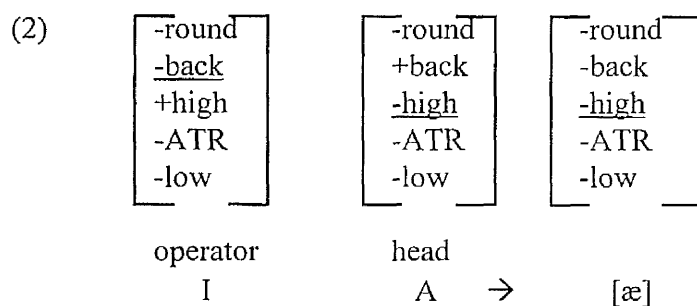 (2) -round -round -round
-back +back -back
+high -high -high
-ATR -ATR -ATR
-low -low -low
operator head
I A → [æ]